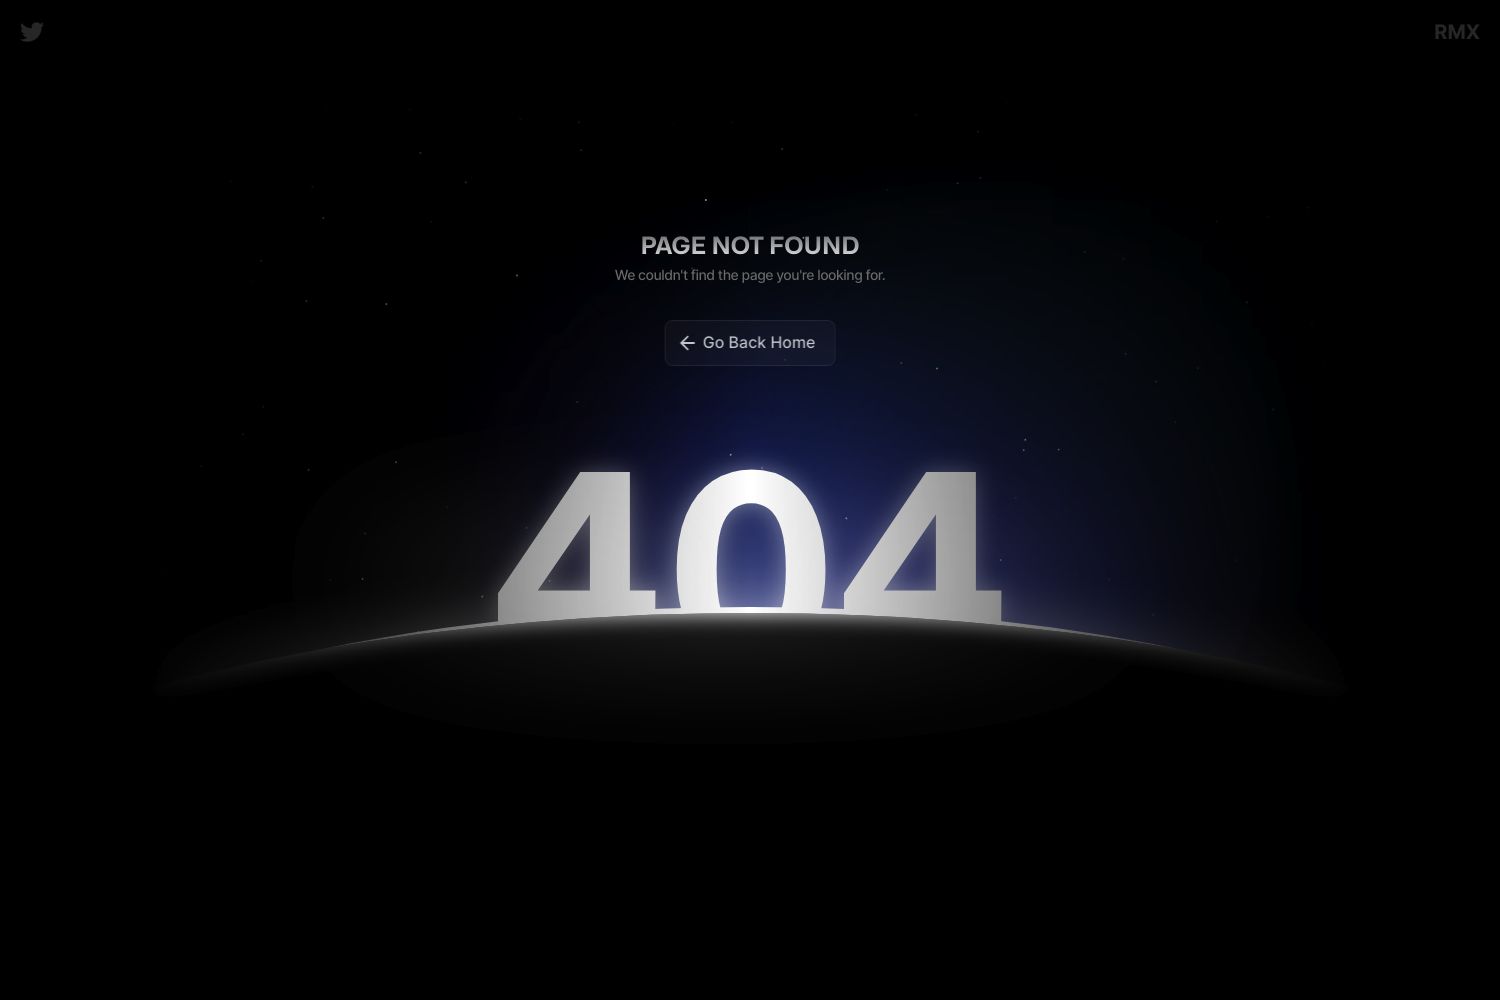 RMX
PAGE NOT FOUND
We couldn't find the page you're looking for.
Go Back Home
404